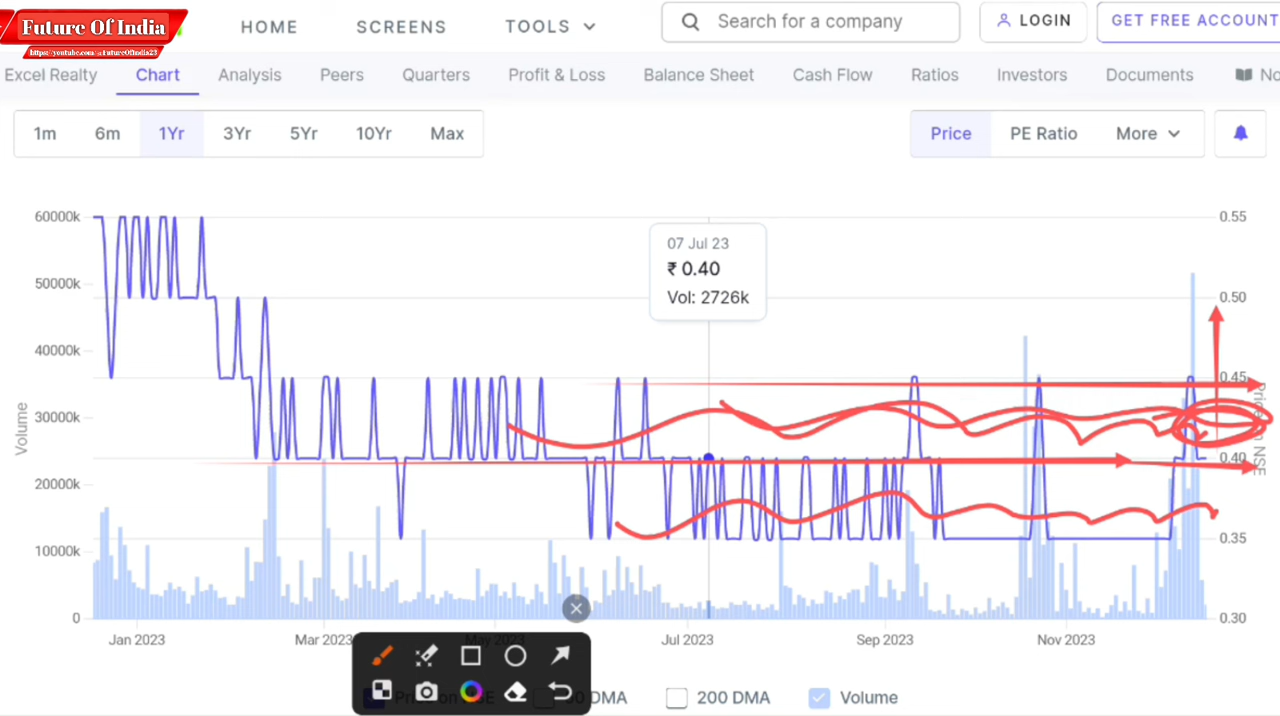 Future Of India
https://youtube.com/@FutureOfIndia23
HOME SCREENS TOOLS
Search for a company
LOGIN
GET FREE ACCOUNT
Excel Realty Chart Analysis Peers Quarters Profit & Loss Balance Sheet Cash Flow Ratios Investors Documents No
1m 6m 1Yr 3Yr 5Yr 10Yr Max
Price PE Ratio More
60000k
50000k
40000k
30000k
20000k
10000k
0
Volume
07 Jul 23
₹ 0.40
Vol: 2726k
0.55
0.50
0.45
0.40
0.35
0.30
Jan 2023 Mar 2023 May 2023 Jul 2023 Sep 2023 Nov 2023
DMA 200 DMA Volume